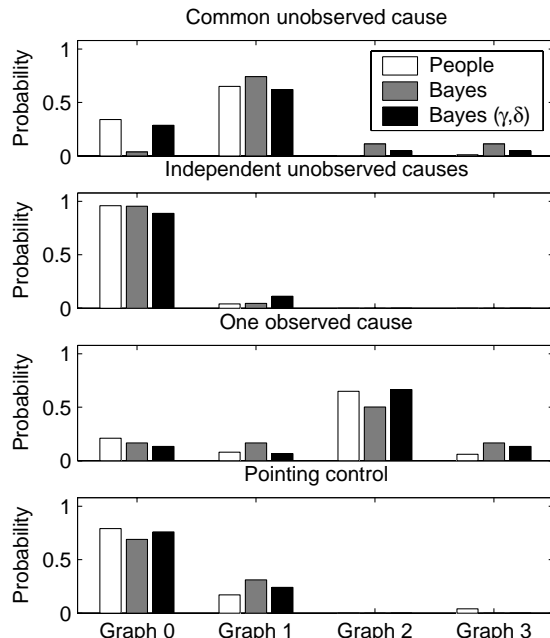 Common unobserved cause
Probability
1
0.5
0
People
Bayes
Bayes (γ,δ)
Independent unobserved causes
Probability
1
0.5
0
One observed cause
Probability
1
0.5
0
Pointing control
Probability
1
0.5
0
Graph 0 Graph 1 Graph 2 Graph 3